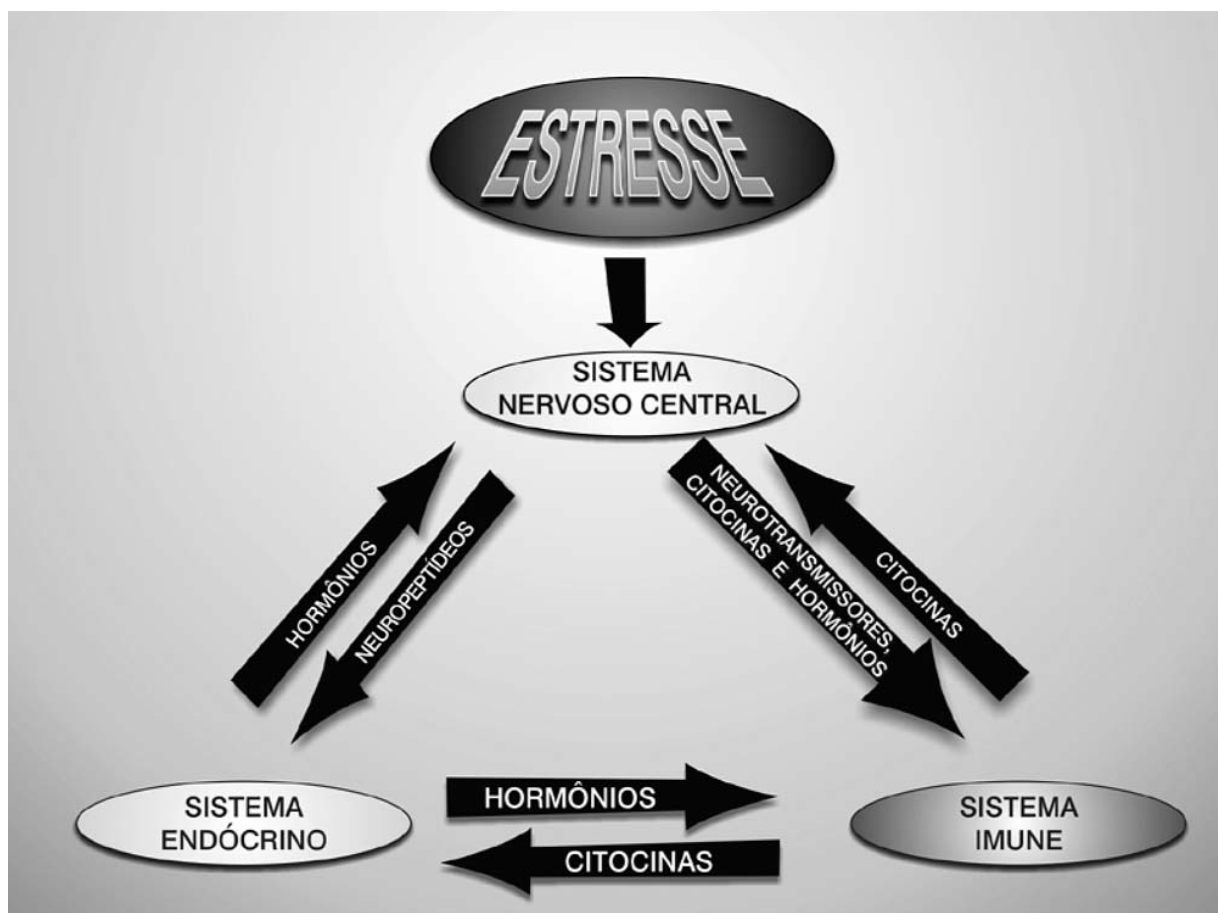 ESTRESSE
SISTEMA
NERVOSO CENTRAL
HORMÔNIOS
NEUROPEPTÍDEOS
NEUROTRANSMISSORES,
CITOCINAS E HORMÔNIOS
CITOCINAS
SISTEMA
ENDÓCRINO
HORMÔNIOS
CITOCINAS
SISTEMA
IMUNE